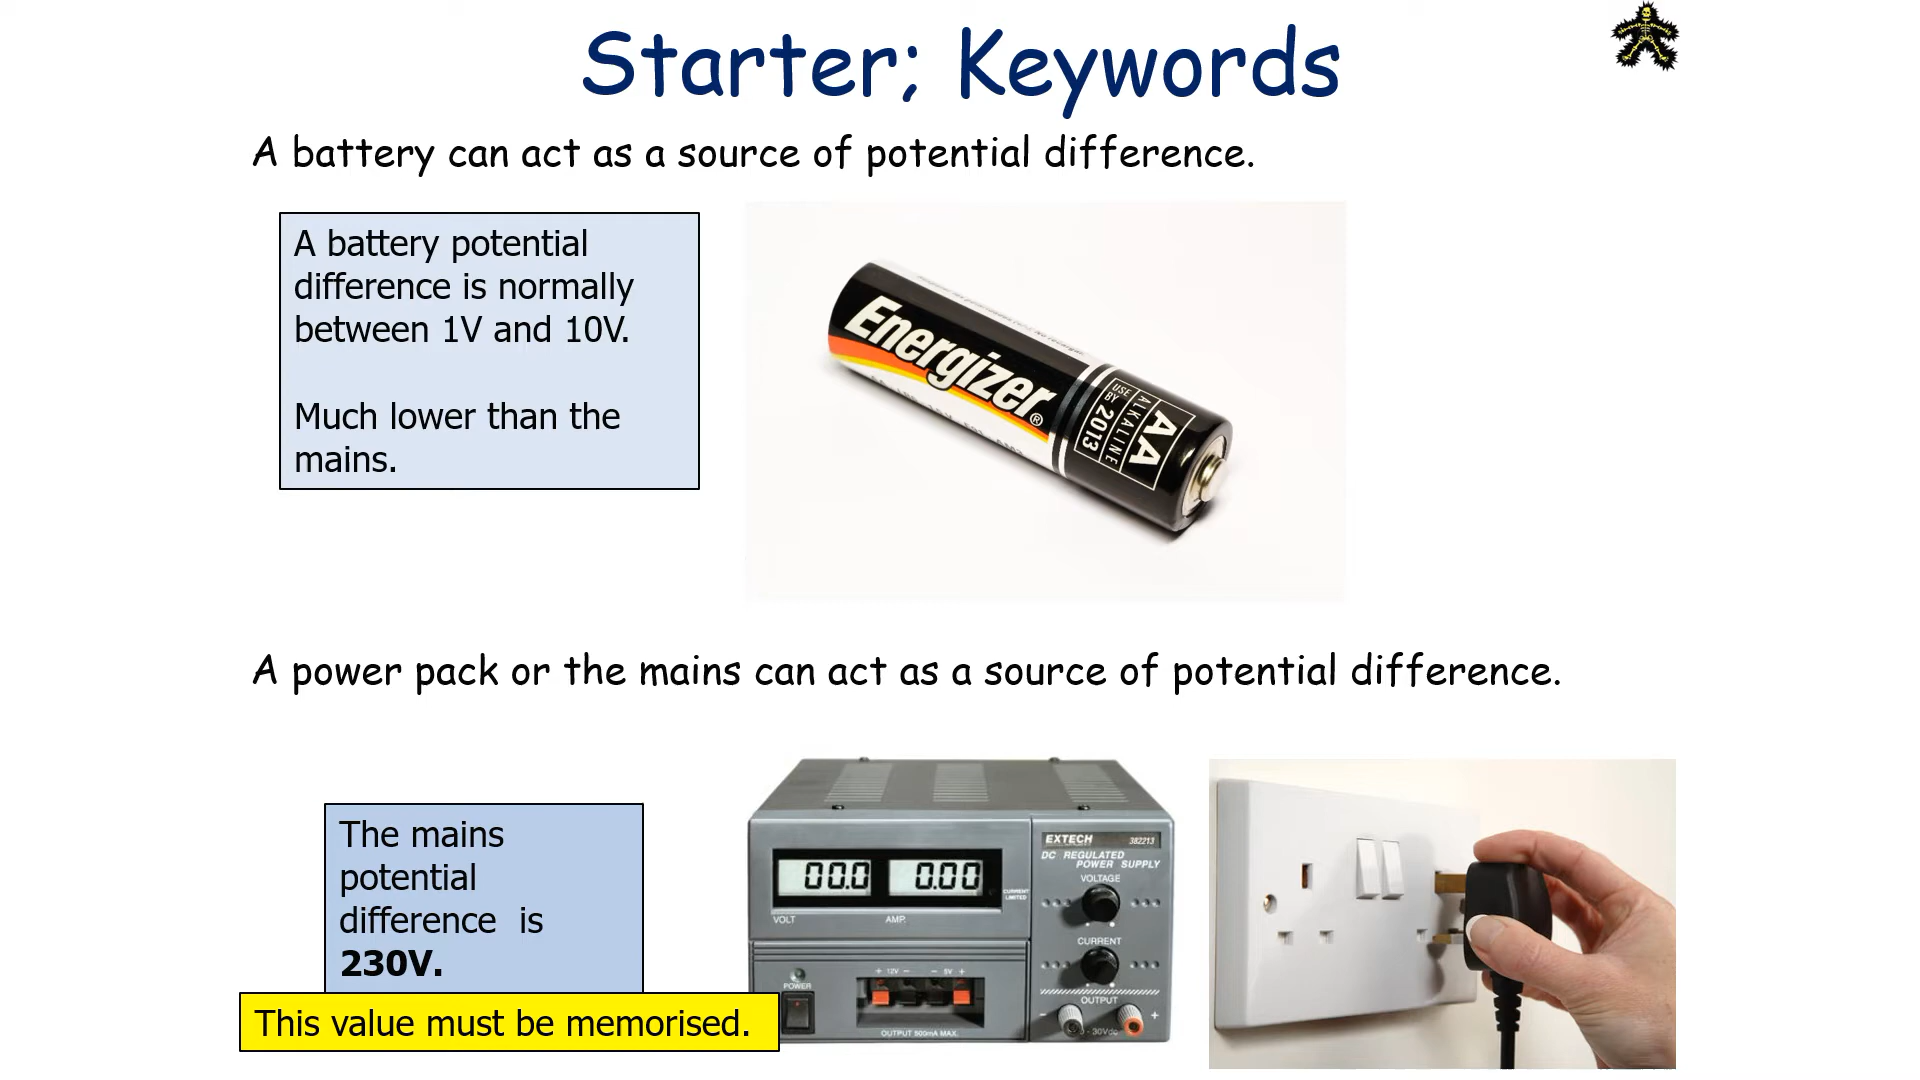 Starter; Keywords
A battery can act as a source of potential difference.
A battery potential
difference is normally
between 1V and 10V.
Much lower than the
mains.
Energizer®
USE
BY 2013
ALKALINE
AA
A power pack or the mains can act as a source of potential difference.
The mains
potential
difference is
230V.
This value must be memorised.
00.0 0.00
VOLT AMP.
CURRENT
LIMITED
EXTECH 382213
DC REGULATED
POWER SUPPLY
VOLTAGE
CURRENT
POWER
+ 12V − − 5V +
OUTPUT 500mA MAX.
OUTPUT
− +
- 30Vdc